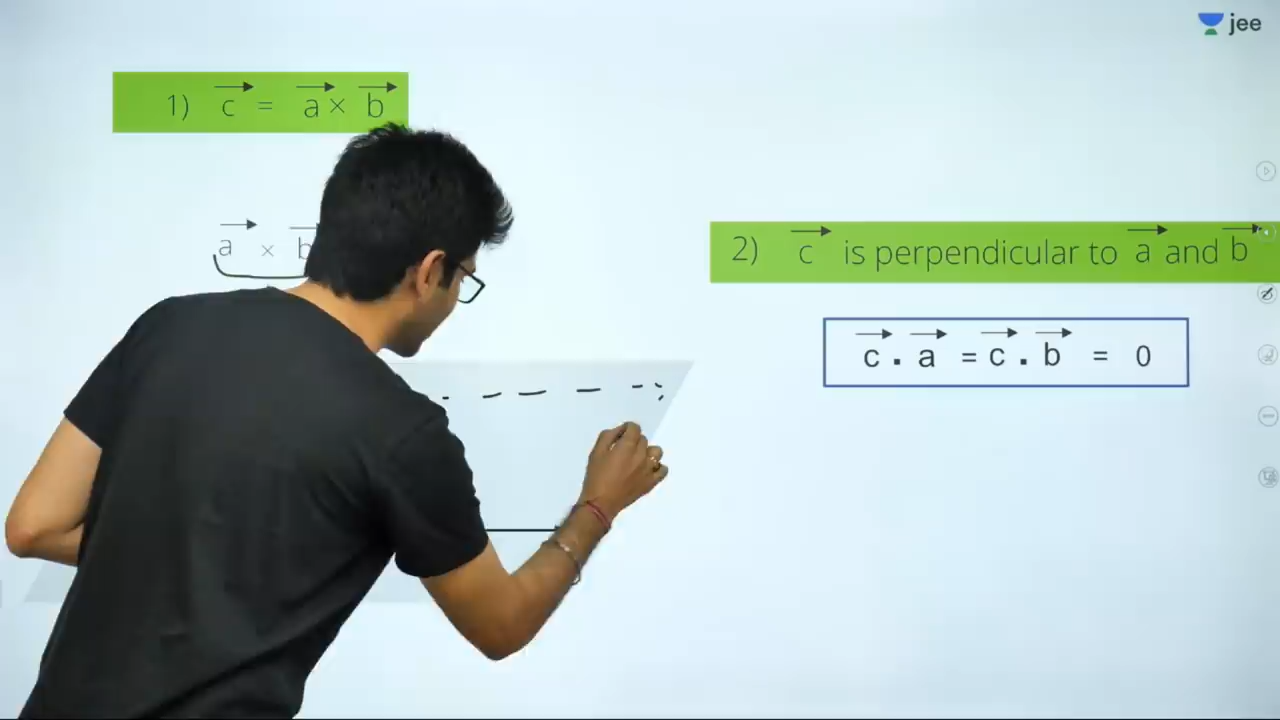 jee
1) c = a × b
a × b
2) c is perpendicular to a and b
c . a = c . b = 0